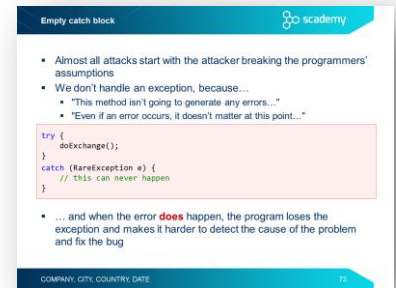 Empty catch block
scademy
▪ Almost all attacks start with the attacker breaking the programmers'
assumptions
▪ We don't handle an exception, because…
▪ "This method isn't going to generate any errors…"
▪ "Even if an error occurs, it doesn't matter at this point…"
try {
doExchange();
}
catch (RareException e) {
// this can never happen
}
▪ … and when the error does happen, the program loses the
exception and makes it harder to detect the cause of the problem
and fix the bug
COMPANY, CITY, COUNTRY, DATE
73